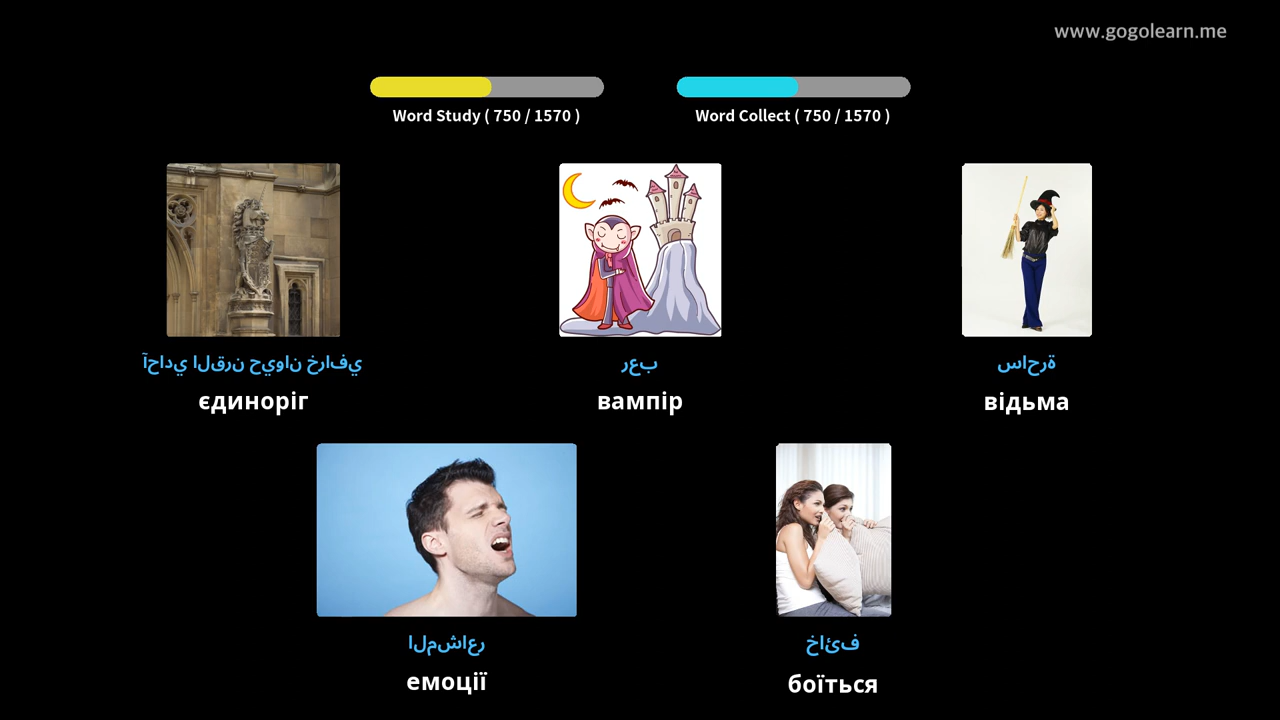 www.gogolearn.me
Word Study ( 750 / 1570 )
Word Collect ( 750 / 1570 )
آحادي القرن حيوان خرافي
єдиноріг
رعب
вампір
ساحرة
відьма
المشاعر
емоції
خائف
боїться